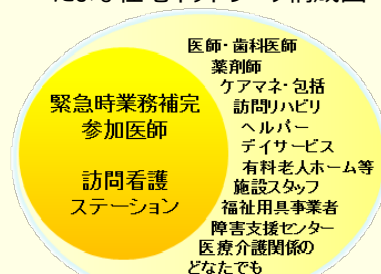 緊急時業務補完
参加医師
訪問看護
ステーション
医師・歯科医師
薬剤師
ケアマネ・包括
訪問リハビリ
ヘルパー
デイサービス
有料老人ホーム等
施設スタッフ
福祉用具事業者
障害支援センター
医療介護関係の
どなたでも